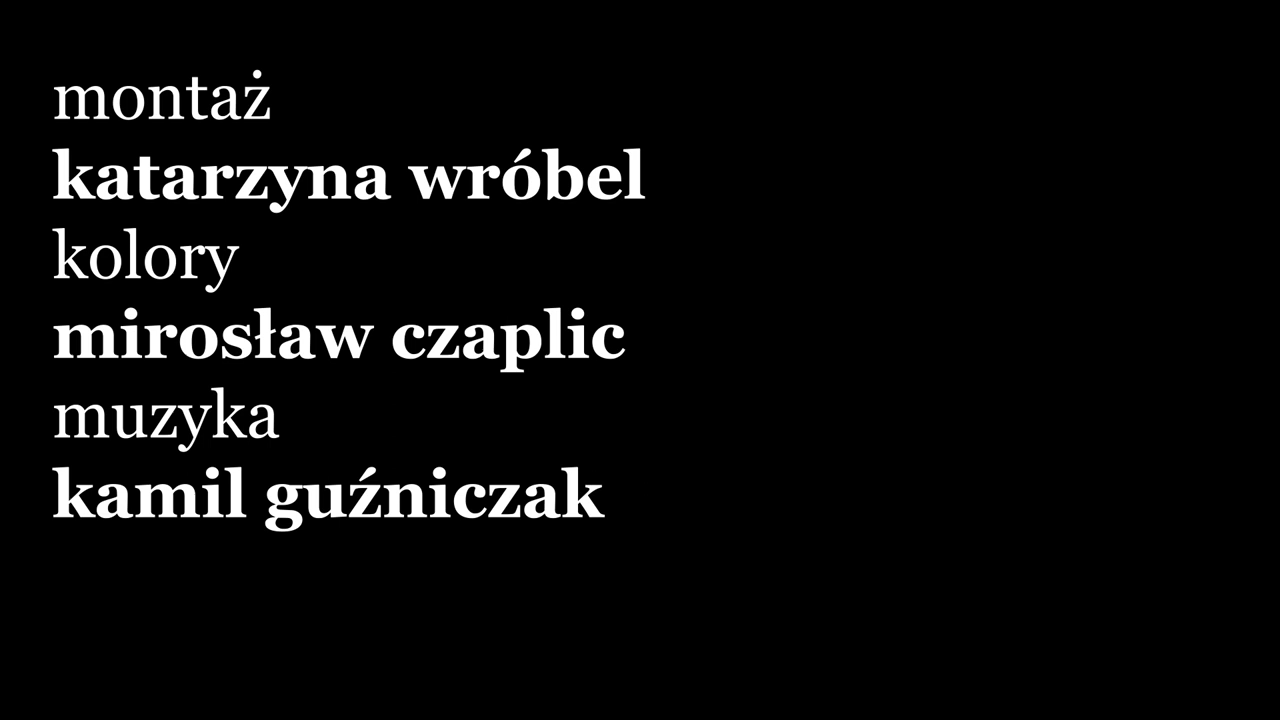 montaż
katarzyna wróbel
kolory
mirosław czaplic
muzyka
kamil guźniczak